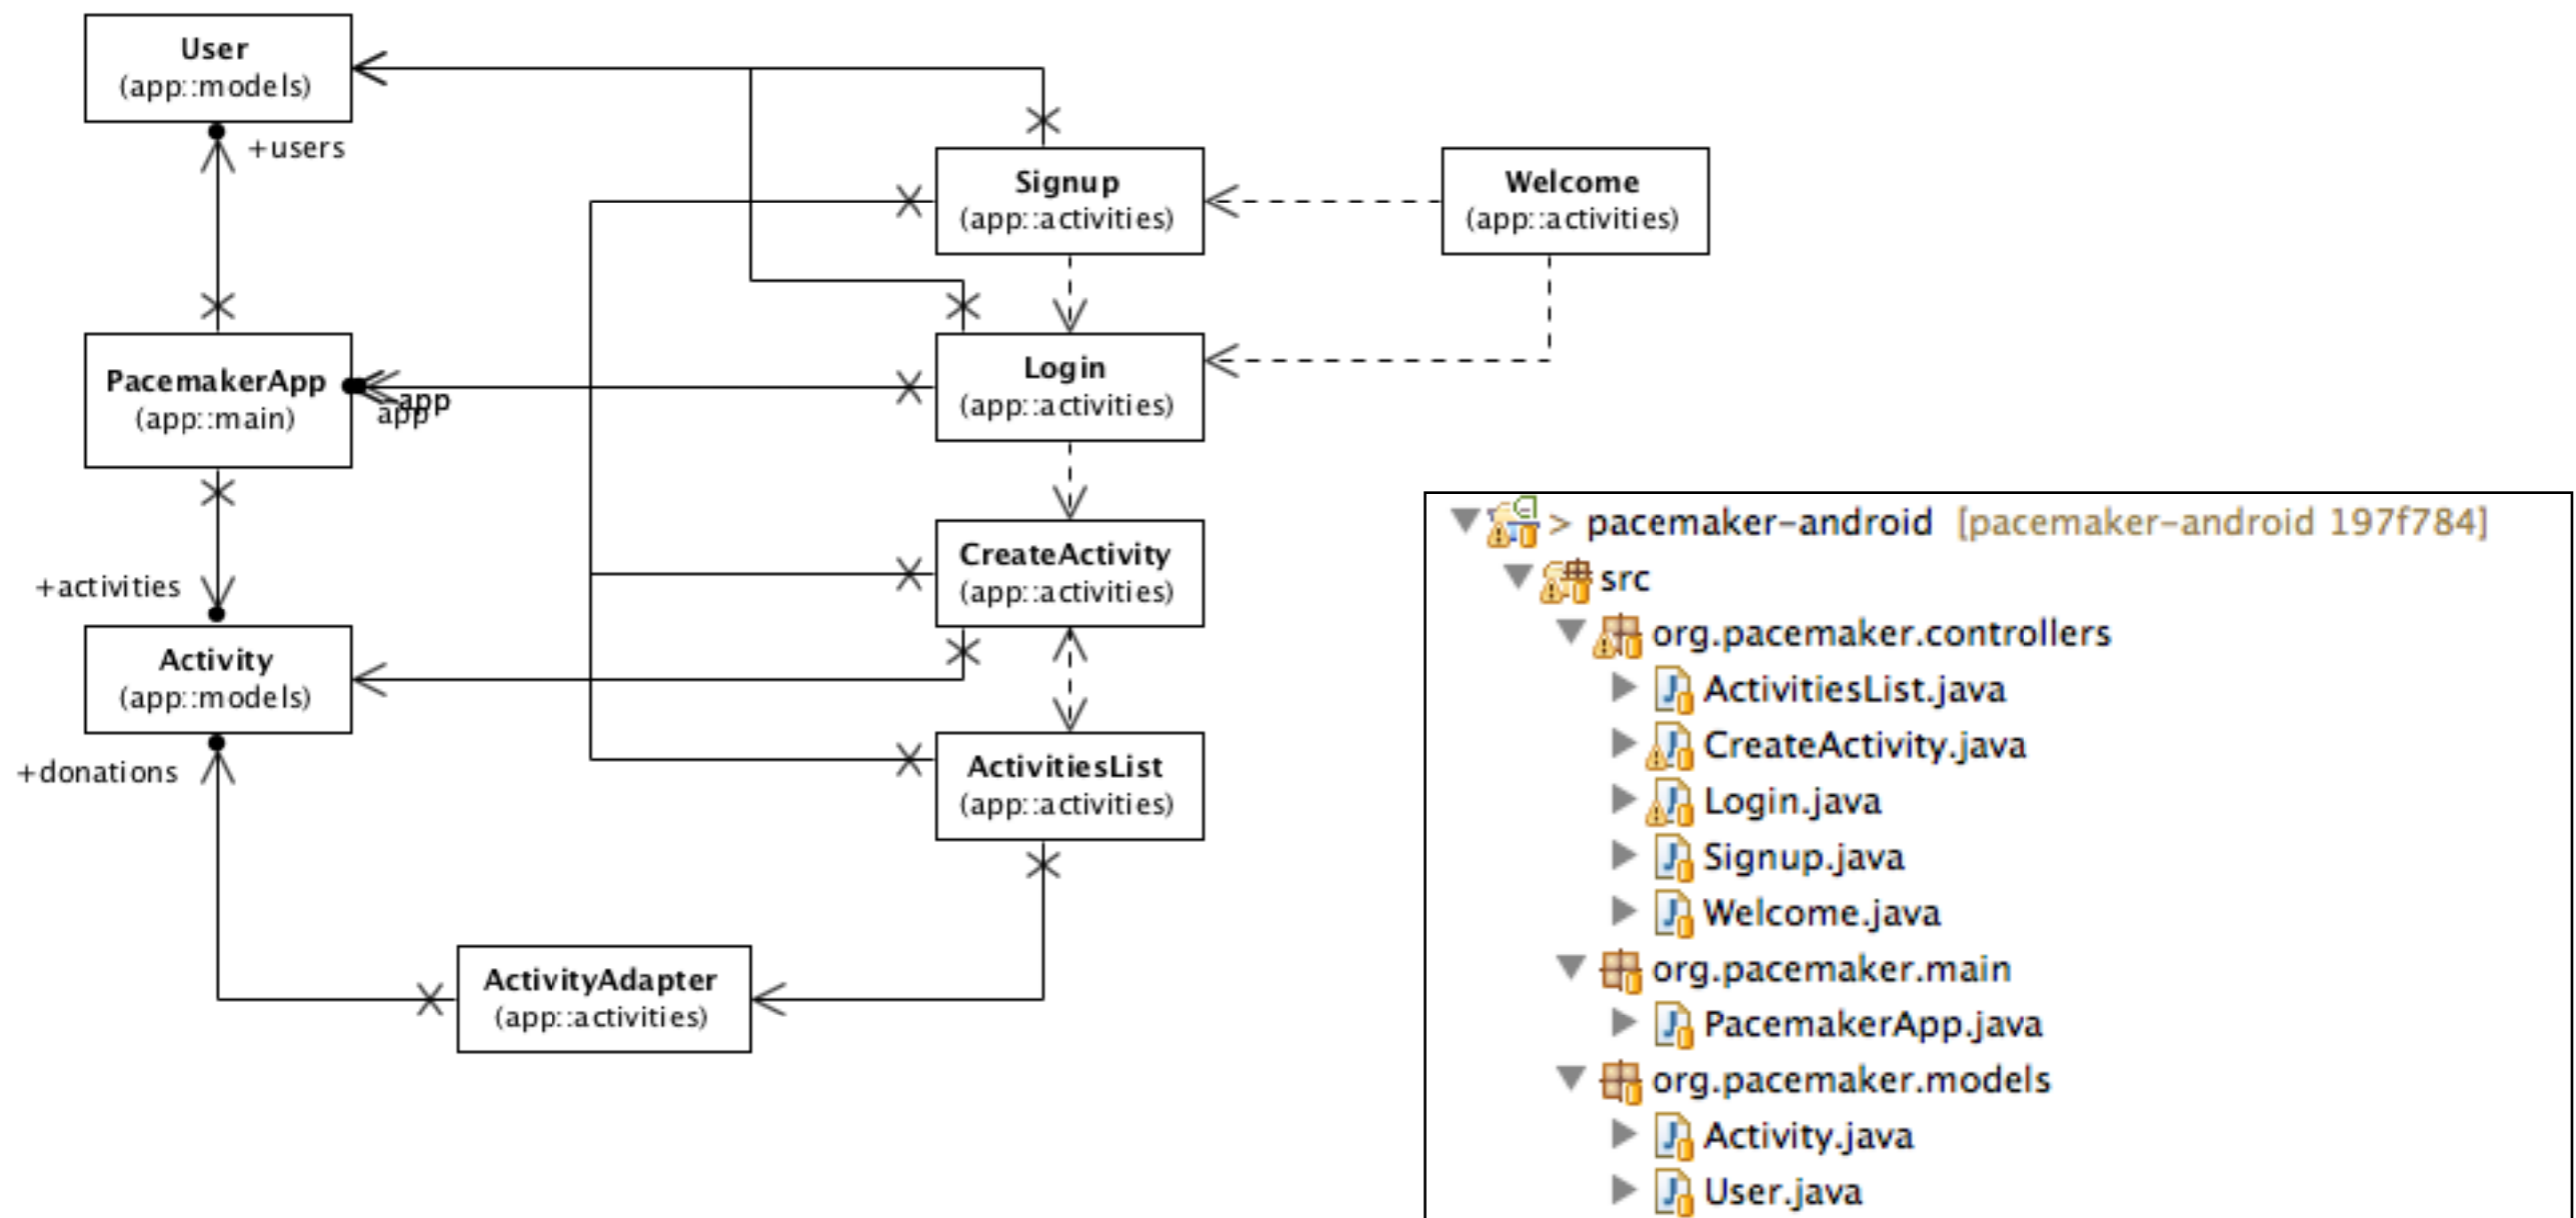 User
(app::models)
+users
Signup
(app::activities)
Welcome
(app::activities)
PacemakerApp
(app::main)
-app
app
Login
(app::activities)
+activities
CreateActivity
(app::activities)
Activity
(app::models)
+donations
ActivitiesList
(app::activities)
ActivityAdapter
(app::activities)
> pacemaker-android [pacemaker-android 197f784]
src
org.pacemaker.controllers
ActivitiesList.java
CreateActivity.java
Login.java
Signup.java
Welcome.java
org.pacemaker.main
PacemakerApp.java
org.pacemaker.models
Activity.java
User.java